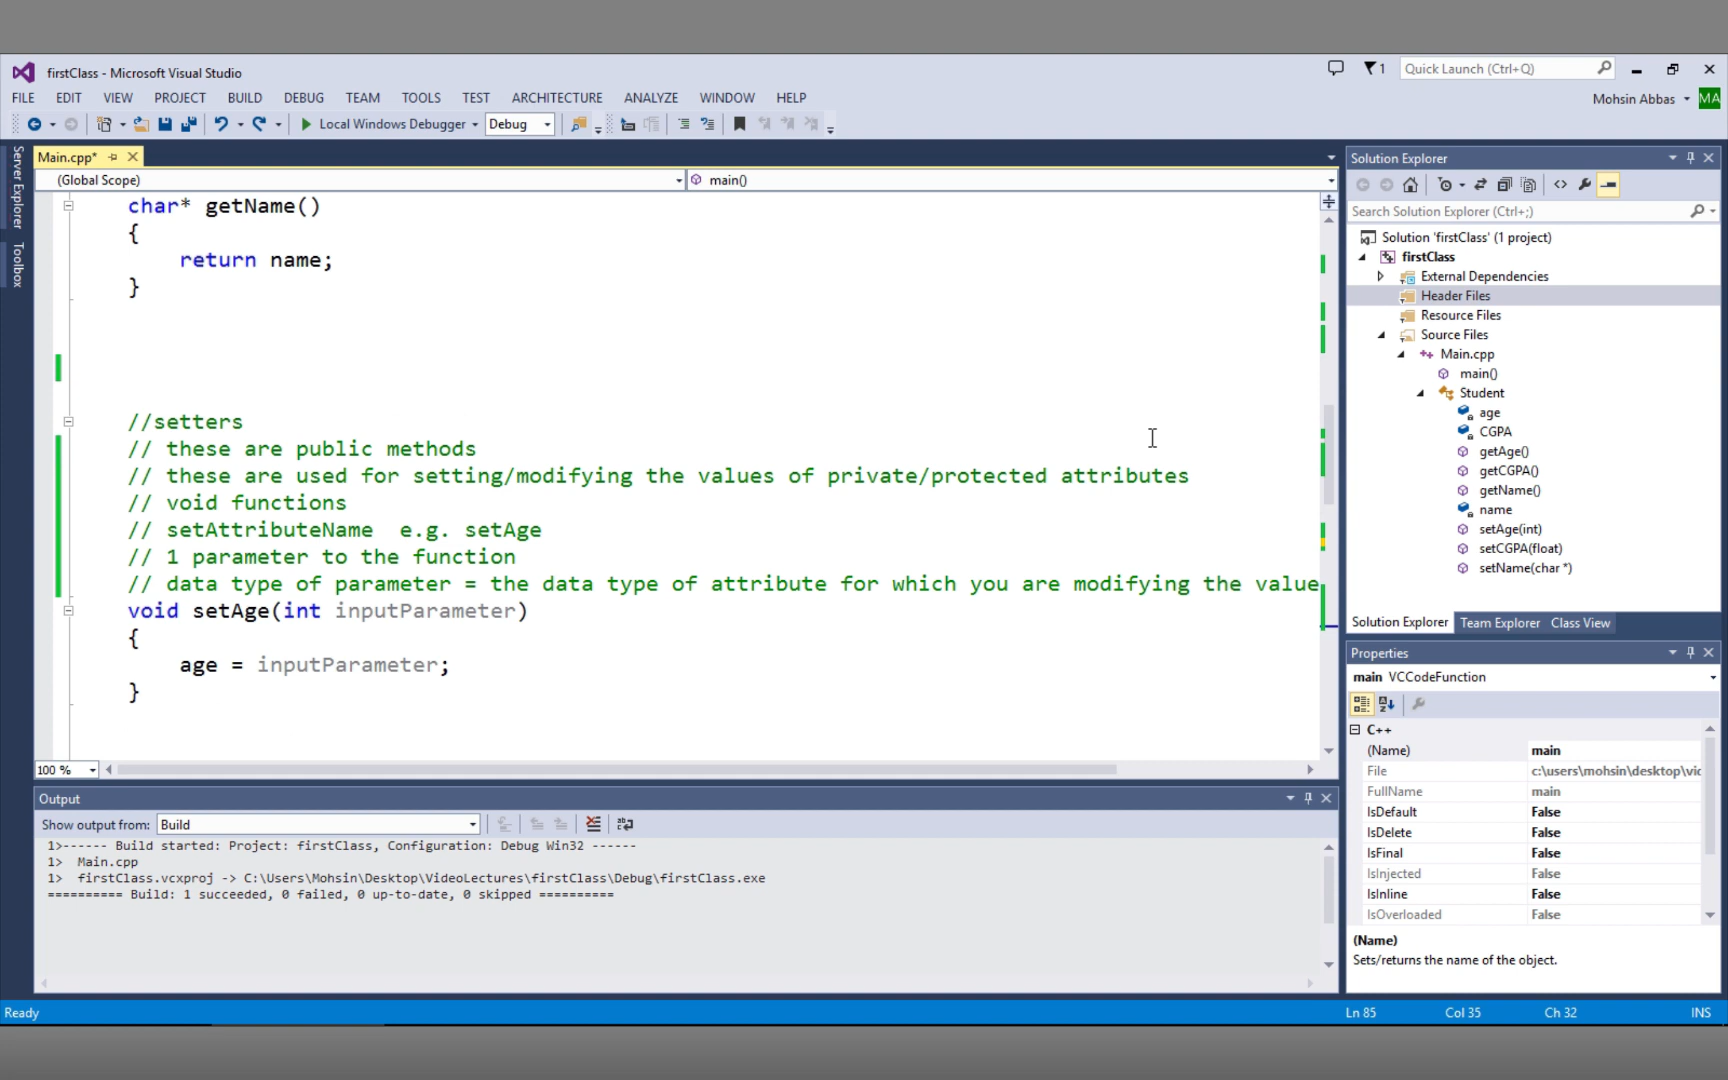 firstClass - Microsoft Visual Studio
1
Quick Launch (Ctrl+Q)
FILE EDIT VIEW PROJECT BUILD DEBUG TEAM TOOLS TEST ARCHITECTURE ANALYZE WINDOW HELP
Mohsin Abbas
MA
Local Windows Debugger
Debug
Server Explorer
Toolbox
Main.cpp*
(Global Scope)
main()
char* getName()
{
return name;
}
//setters
// these are public methods
// these are used for setting/modifying the values of private/protected attributes
// void functions
// setAttributeName e.g. setAge
// 1 parameter to the function
// data type of parameter = the data type of attribute for which you are modifying the value
void setAge(int inputParameter)
{
age = inputParameter;
}
100 %
Output
Show output from: Build
1>------ Build started: Project: firstClass, Configuration: Debug Win32 ------
1> Main.cpp
1> firstClass.vcxproj -> C:\Users\Mohsin\Desktop\VideoLectures\firstClass\Debug\firstClass.exe
========== Build: 1 succeeded, 0 failed, 0 up-to-date, 0 skipped ==========
Solution Explorer
Search Solution Explorer (Ctrl+;)
Solution 'firstClass' (1 project)
firstClass
External Dependencies
Header Files
Resource Files
Source Files
Main.cpp
main()
Student
age
CGPA
getAge()
getCGPA()
getName()
name
setAge(int)
setCGPA(float)
setName(char *)
Solution Explorer Team Explorer Class View
Properties
main VCCodeFunction
C++
(Name) main
File c:\users\mohsin\desktop\vid
FullName main
IsDefault False
IsDelete False
IsFinal False
IsInjected False
IsInline False
IsOverloaded False
(Name)
Sets/returns the name of the object.
Ready
Ln 85 Col 35 Ch 32 INS